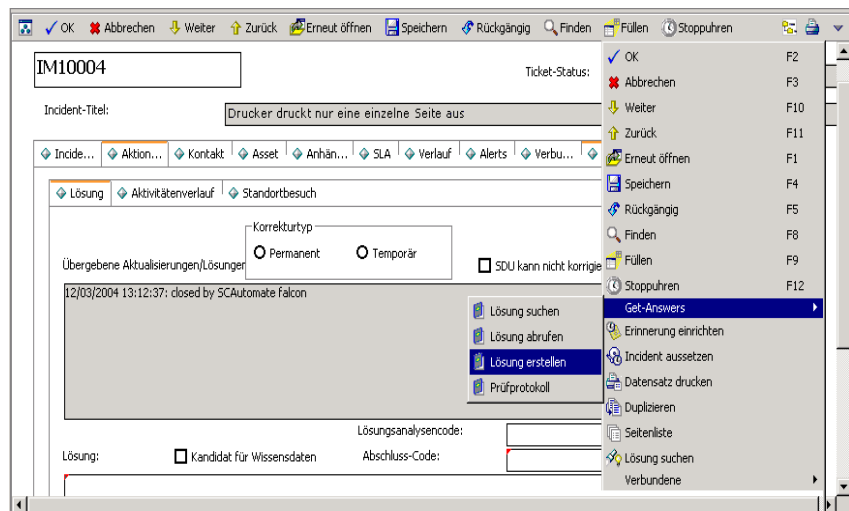 OK Abbrechen Weiter Zurück Erneut öffnen Speichern Rückgängig Finden Füllen Stoppuhren
IM10004
Ticket-Status:
Incident-Titel:
Drucker druckt nur eine einzelne Seite aus
Incide... Aktion... Kontakt Asset Anhän... SLA Verlauf Alerts Verbu...
Lösung Aktivitätenverlauf Standortbesuch
Korrekturtyp
Permanent Temporär
Übergebene Aktualisierungen/Lösungen
SDU kann nicht korrigie
12/03/2004 13:12:37: closed by SCAutomate falcon
Lösung suchen
Lösung abrufen
Lösung erstellen
Prüfprotokoll
Lösungsanalysencode:
Lösung:
Kandidat für Wissensdaten
Abschluss-Code:
OK F2
Abbrechen F3
Weiter F10
Zurück F11
Erneut öffnen F1
Speichern F4
Rückgängig F5
Finden F8
Füllen F9
Stoppuhren F12
Get-Answers
Erinnerung einrichten
Incident aussetzen
Datensatz drucken
Duplizieren
Seitenliste
Lösung suchen
Verbundene